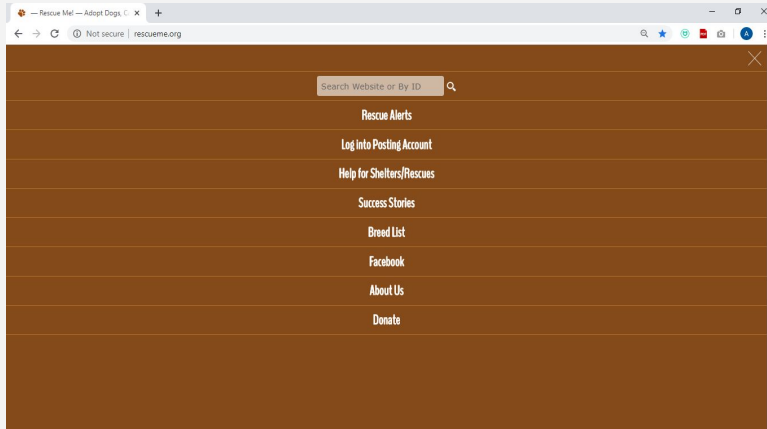 — Rescue Me! — Adopt Dogs, C
Not secure | rescueme.org
A
Search Website or By ID
Rescue Alerts
Log into Posting Account
Help for Shelters/Rescues
Success Stories
Breed List
Facebook
About Us
Donate